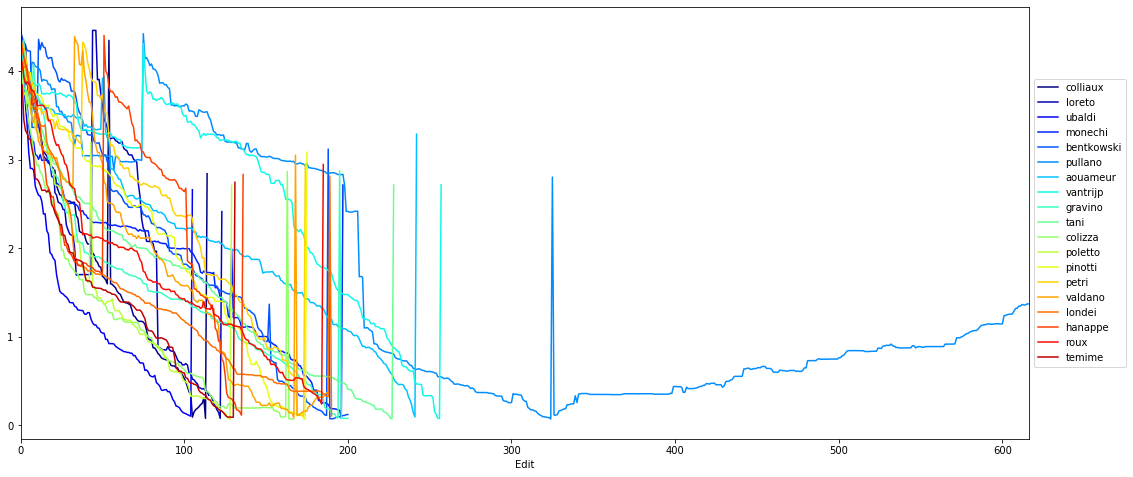 4
3
2
1
0
0 100 200 300 400 500 600
Edit
colliaux
loreto
ubaldi
monechi
bentkowski
pullano
aouameur
vantrijp
gravino
tani
colizza
poletto
pinotti
petri
valdano
londei
hanappe
roux
temime